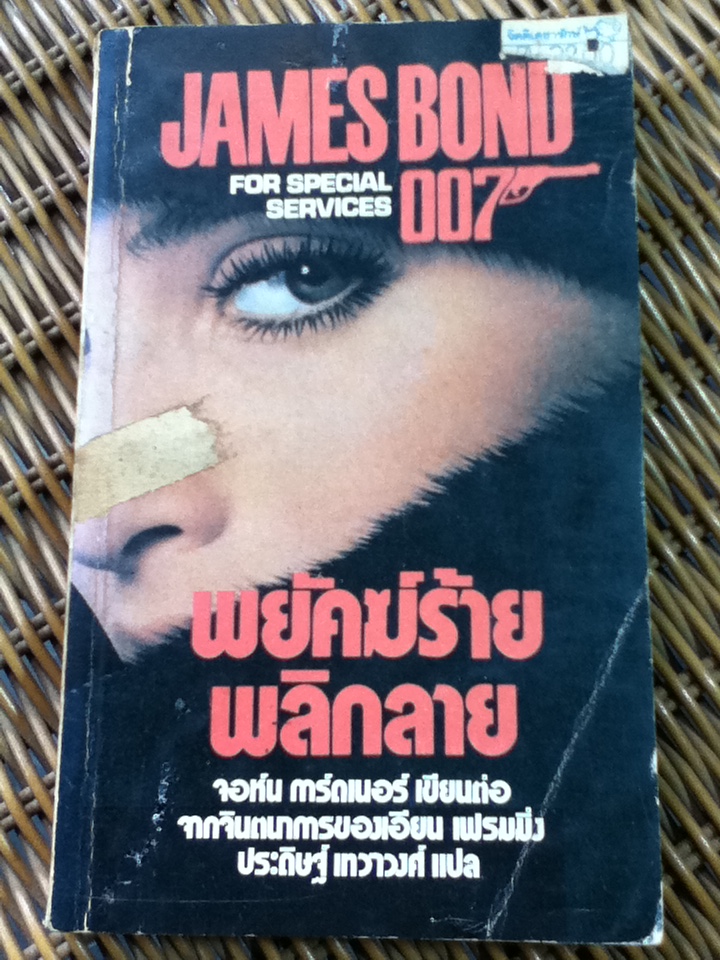 JAMES BOND
FOR SPECIAL
SERVICES
007
พยัคฆ์ร้าย
พลิกลาย
จอห์น การ์ดเนอร์ เขียนต่อ
จากจินตนาการของเอียน เฟรมมิ่ง
ประดิษฐ์ เทวาวงศ์ แปล